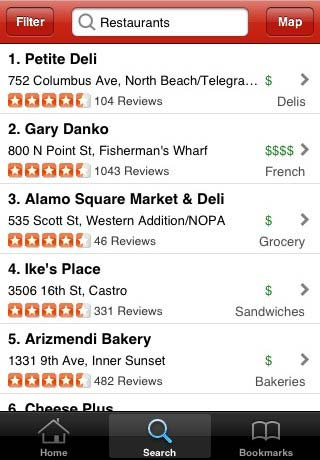 Filter
Restaurants
Map
1. Petite Deli
752 Columbus Ave, North Beach/Telegra... $
104 Reviews
Delis
2. Gary Danko
800 N Point St, Fisherman's Wharf $$$$
1043 Reviews
French
3. Alamo Square Market & Deli
535 Scott St, Western Addition/NOPA $
46 Reviews
Grocery
4. Ike's Place
3506 16th St, Castro $
331 Reviews
Sandwiches
5. Arizmendi Bakery
1331 9th Ave, Inner Sunset $
482 Reviews
Bakeries
6. Cheese Plus
Home
Search
Bookmarks